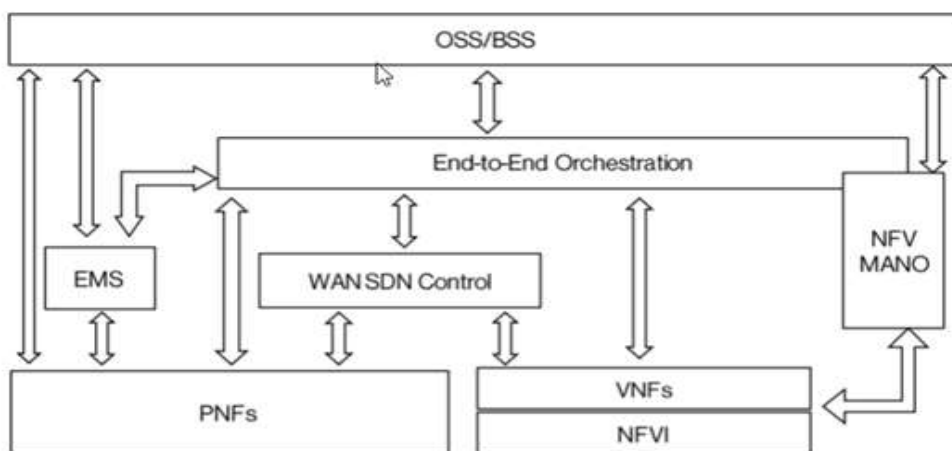 OSS/BSS
End-to-End Orchestration
NFV
MANO
EMS
WAN SDN Control
PNFs
VNFs
NFVI